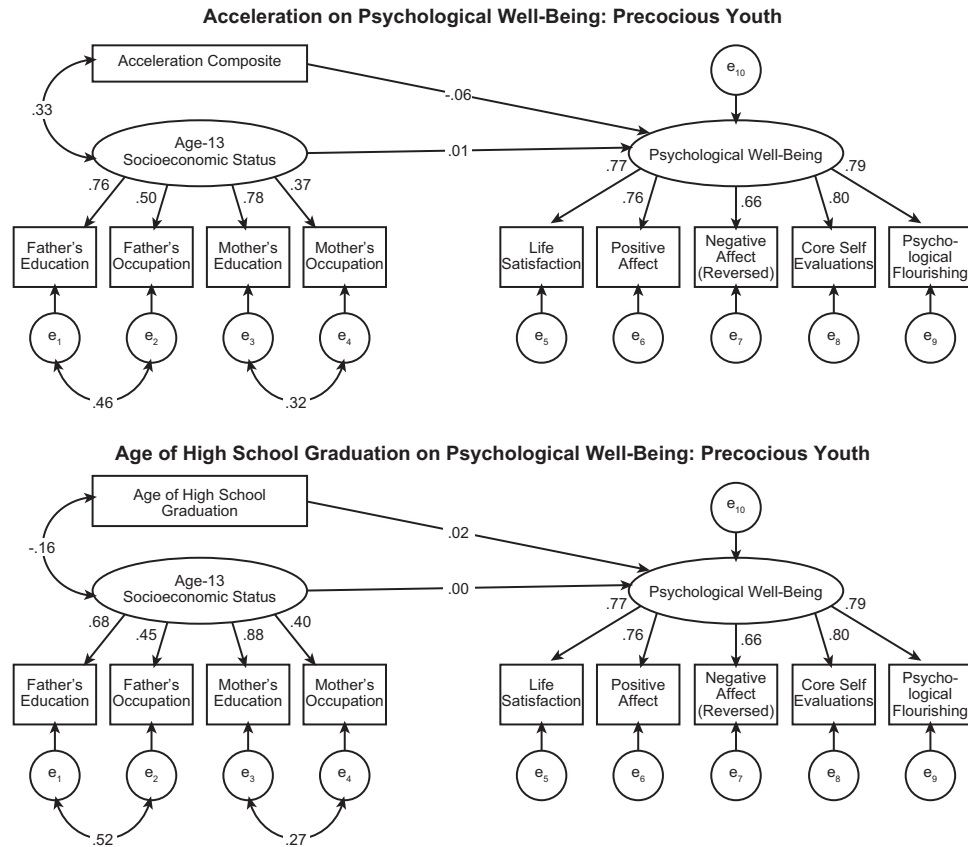 Acceleration on Psychological Well-Being: Precocious Youth
Acceleration Composite
e10
-.06
.33
Age-13
Socioeconomic Status
.01
Psychological Well-Being
.76
.50
.78
.37
.77
.76
.66
.80
.79
Father's
Education
Father's
Occupation
Mother's
Education
Mother's
Occupation
Life
Satisfaction
Positive
Affect
Negative
Affect
(Reversed)
Core Self
Evaluations
Psycho-
logical
Flourishing
e1
e2
e3
e4
e5
e6
e7
e8
e9
.46
.32
Age of High School Graduation on Psychological Well-Being: Precocious Youth
Age of High School
Graduation
e10
.02
-.16
Age-13
Socioeconomic Status
.00
Psychological Well-Being
.68
.45
.88
.40
.77
.76
.66
.80
.79
Father's
Education
Father's
Occupation
Mother's
Education
Mother's
Occupation
Life
Satisfaction
Positive
Affect
Negative
Affect
(Reversed)
Core Self
Evaluations
Psycho-
logical
Flourishing
e1
e2
e3
e4
e5
e6
e7
e8
e9
.52
.27